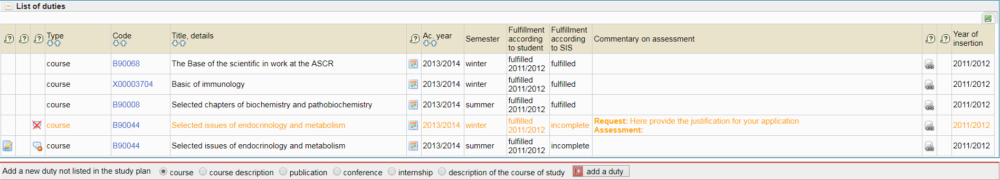 List of duties
Type Code Title, details Ac. year Semester Fulfillment according to student Fulfillment according to SIS Commentary on assessment Year of insertion
course B90068 The Base of the scientific in work at the ASCR 2013/2014 winter fulfilled 2011/2012 fulfilled 2011/2012
course X00003704 Basic of immunology 2013/2014 winter fulfilled 2011/2012 fulfilled 2011/2012
course B90008 Selected chapters of biochemistry and pathobiochemistry 2013/2014 summer fulfilled 2011/2012 fulfilled 2011/2012
course B90044 Selected issues of endocrinology and metabolism 2013/2014 winter fulfilled 2011/2012 incomplete Request: Here provide the justification for your application Assessment: 2011/2012
course B90044 Selected issues of endocrinology and metabolism 2013/2014 summer fulfilled 2011/2012 incomplete 2011/2012
Add a new duty not listed in the study plan course course description publication conference internship description of the course of study add a duty